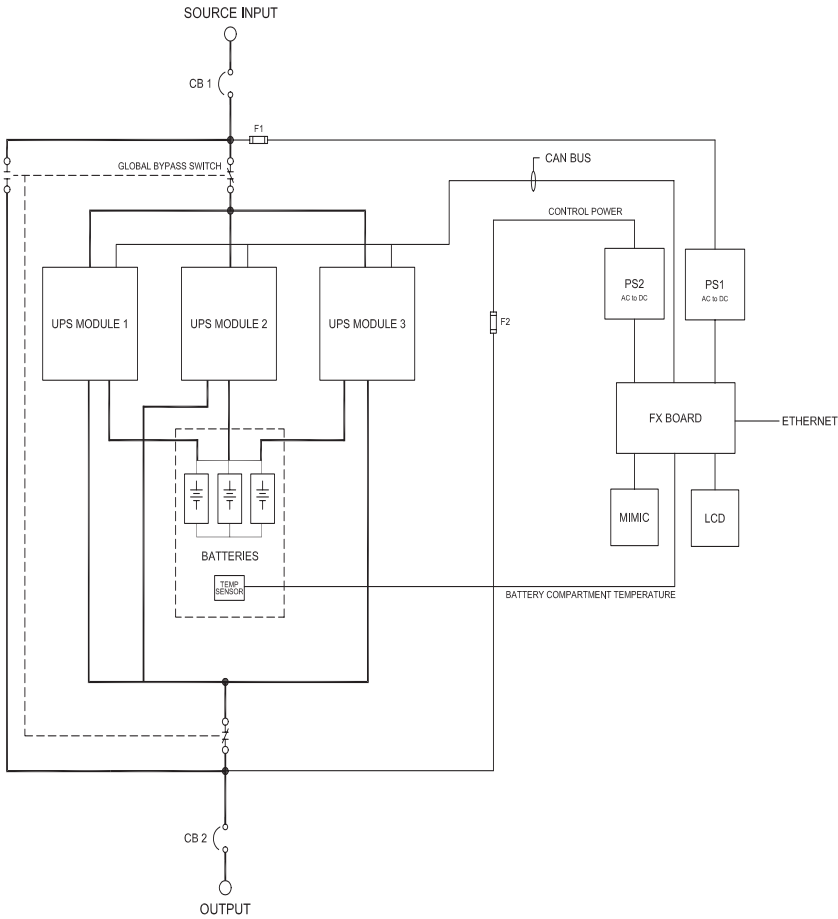 SOURCE INPUT
CB 1
F1
GLOBAL BYPASS SWITCH
CAN BUS
CONTROL POWER
UPS MODULE 1
UPS MODULE 2
UPS MODULE 3
PS2
AC to DC
PS1
AC to DC
F2
FX BOARD
ETHERNET
MIMIC
LCD
BATTERIES
TEMP
SENSOR
BATTERY COMPARTMENT TEMPERATURE
CB 2
OUTPUT